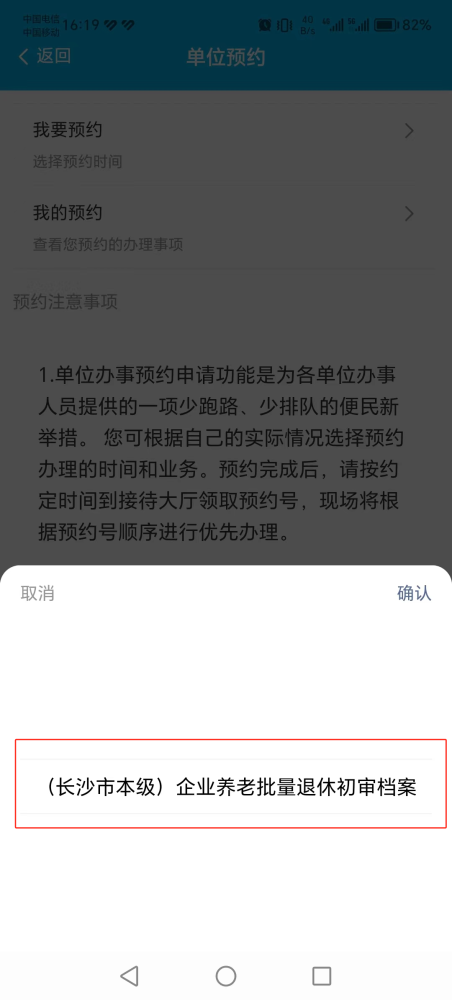 中国电信
中国移动
16:19
40
B/s
4G
5G
82%
返回
单位预约
我要预约
选择预约时间
我的预约
查看您预约的办理事项
预约注意事项
1.单位办事预约申请功能是为各单位办事
人员提供的一项少跑路、少排队的便民新
举措。 您可根据自己的实际情况选择预约
办理的时间和业务。预约完成后，请按约
定时间到接待大厅领取预约号，现场将根
据预约号顺序进行优先办理。
取消
确认
（长沙市本级）企业养老批量退休初审档案